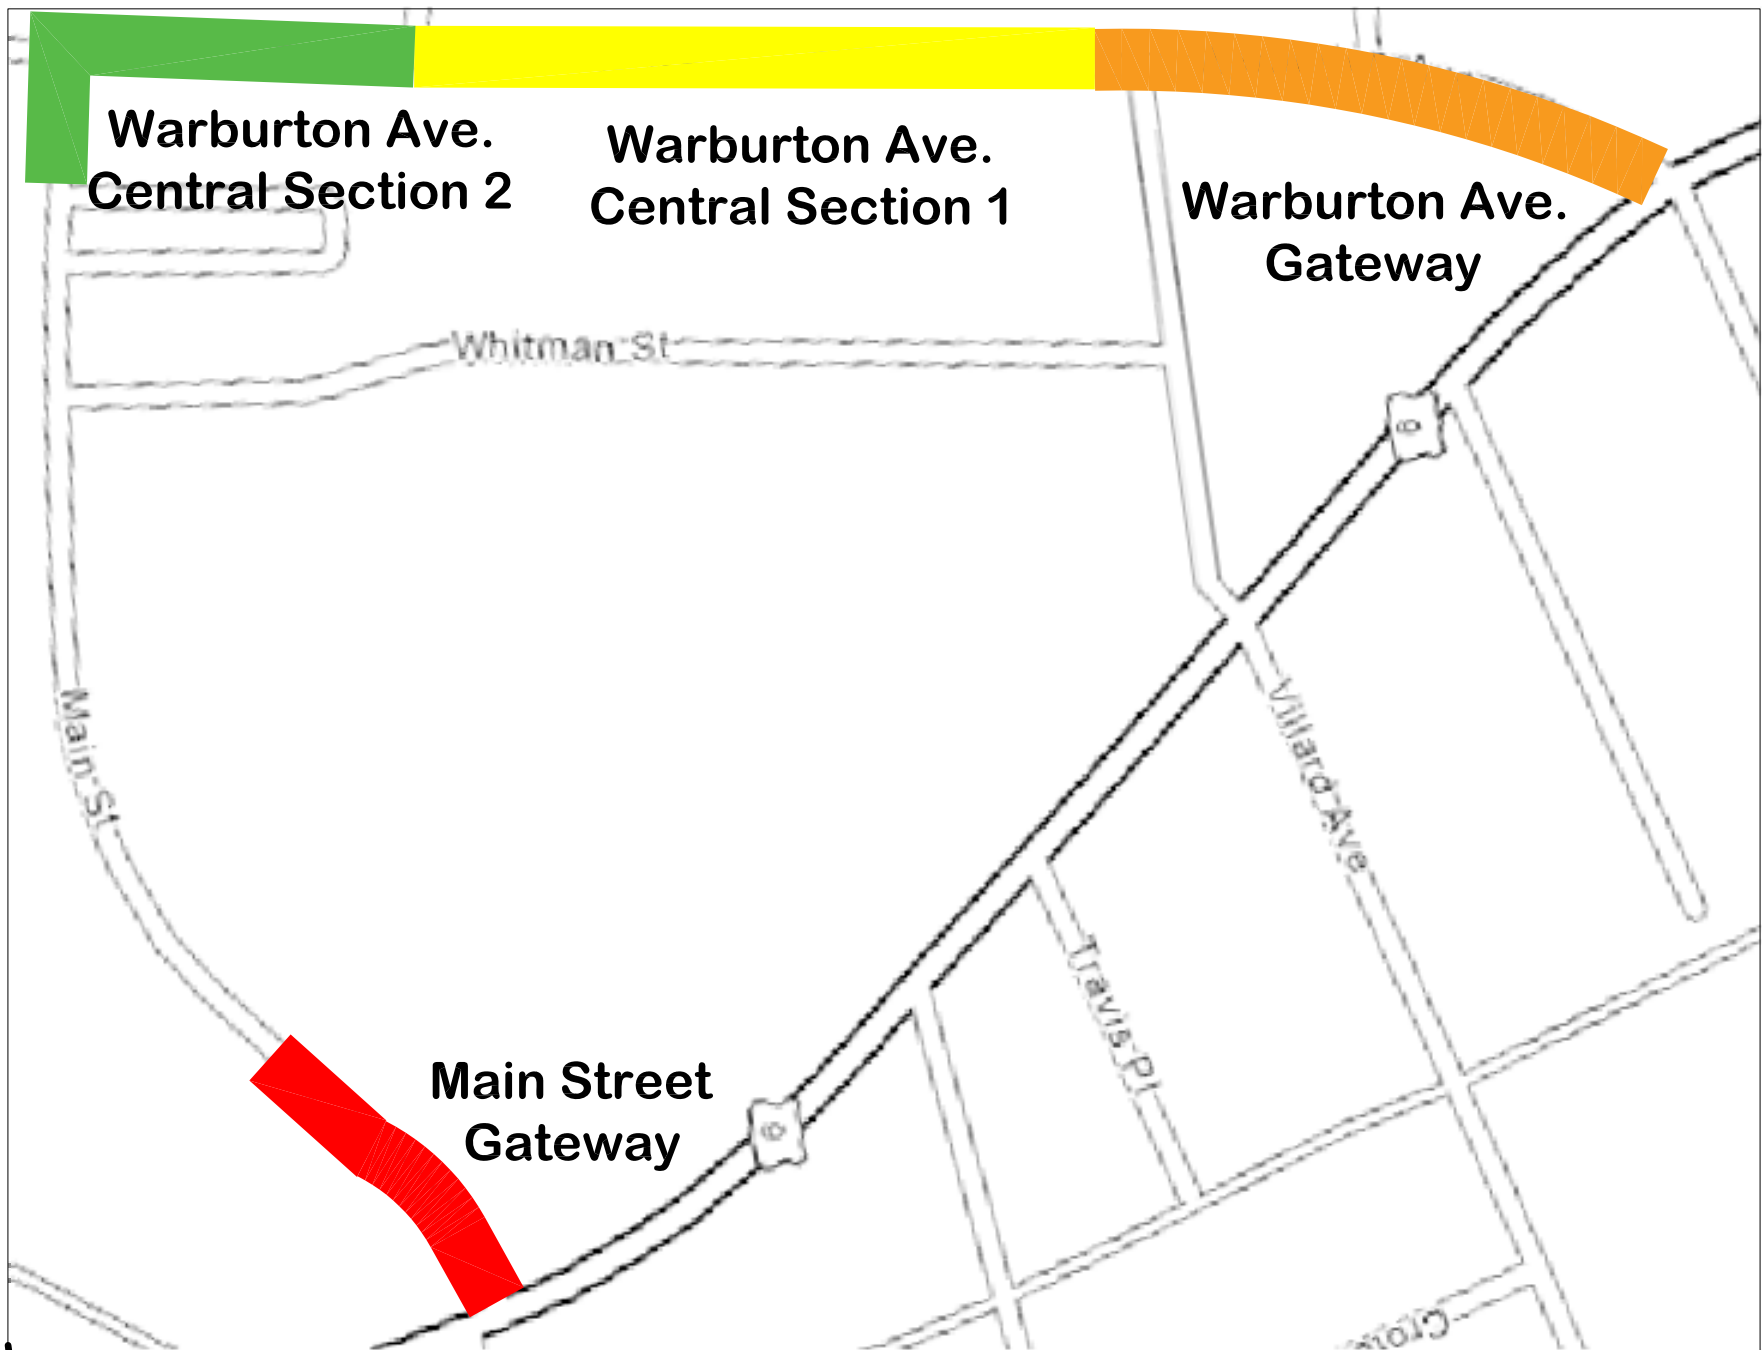 Warburton Ave.
Central Section 2
Warburton Ave.
Central Section 1
Warburton Ave.
Gateway
Whitman St
9
Main St
Villard Ave
Travis Pl
Main Street
Gateway
9